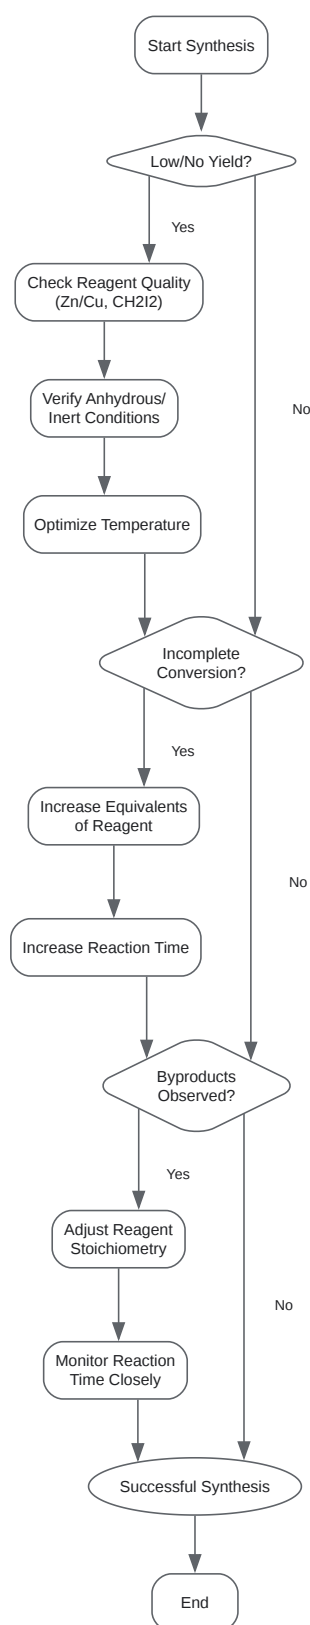 Start Synthesis
Low/No Yield?
Yes
Check Reagent Quality
(Zn/Cu, CH2I2)
Verify Anhydrous/
Inert Conditions
No
Optimize Temperature
Incomplete
Conversion?
Yes
Increase Equivalents
of Reagent
No
Increase Reaction Time
Byproducts
Observed?
Yes
Adjust Reagent
Stoichiometry
No
Monitor Reaction
Time Closely
Successful Synthesis
End